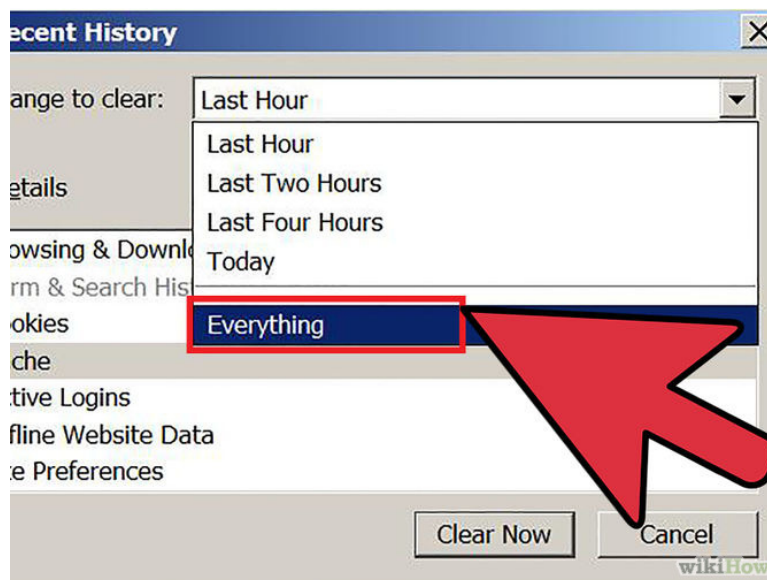 ecent History
ange to clear: Last Hour
Last Hour
Last Two Hours
Last Four Hours
Today
Everything
etails
owsing & Downl
rm & Search His
okies
che
tive Logins
fline Website Data
e Preferences
Clear Now Cancel
wikiHow